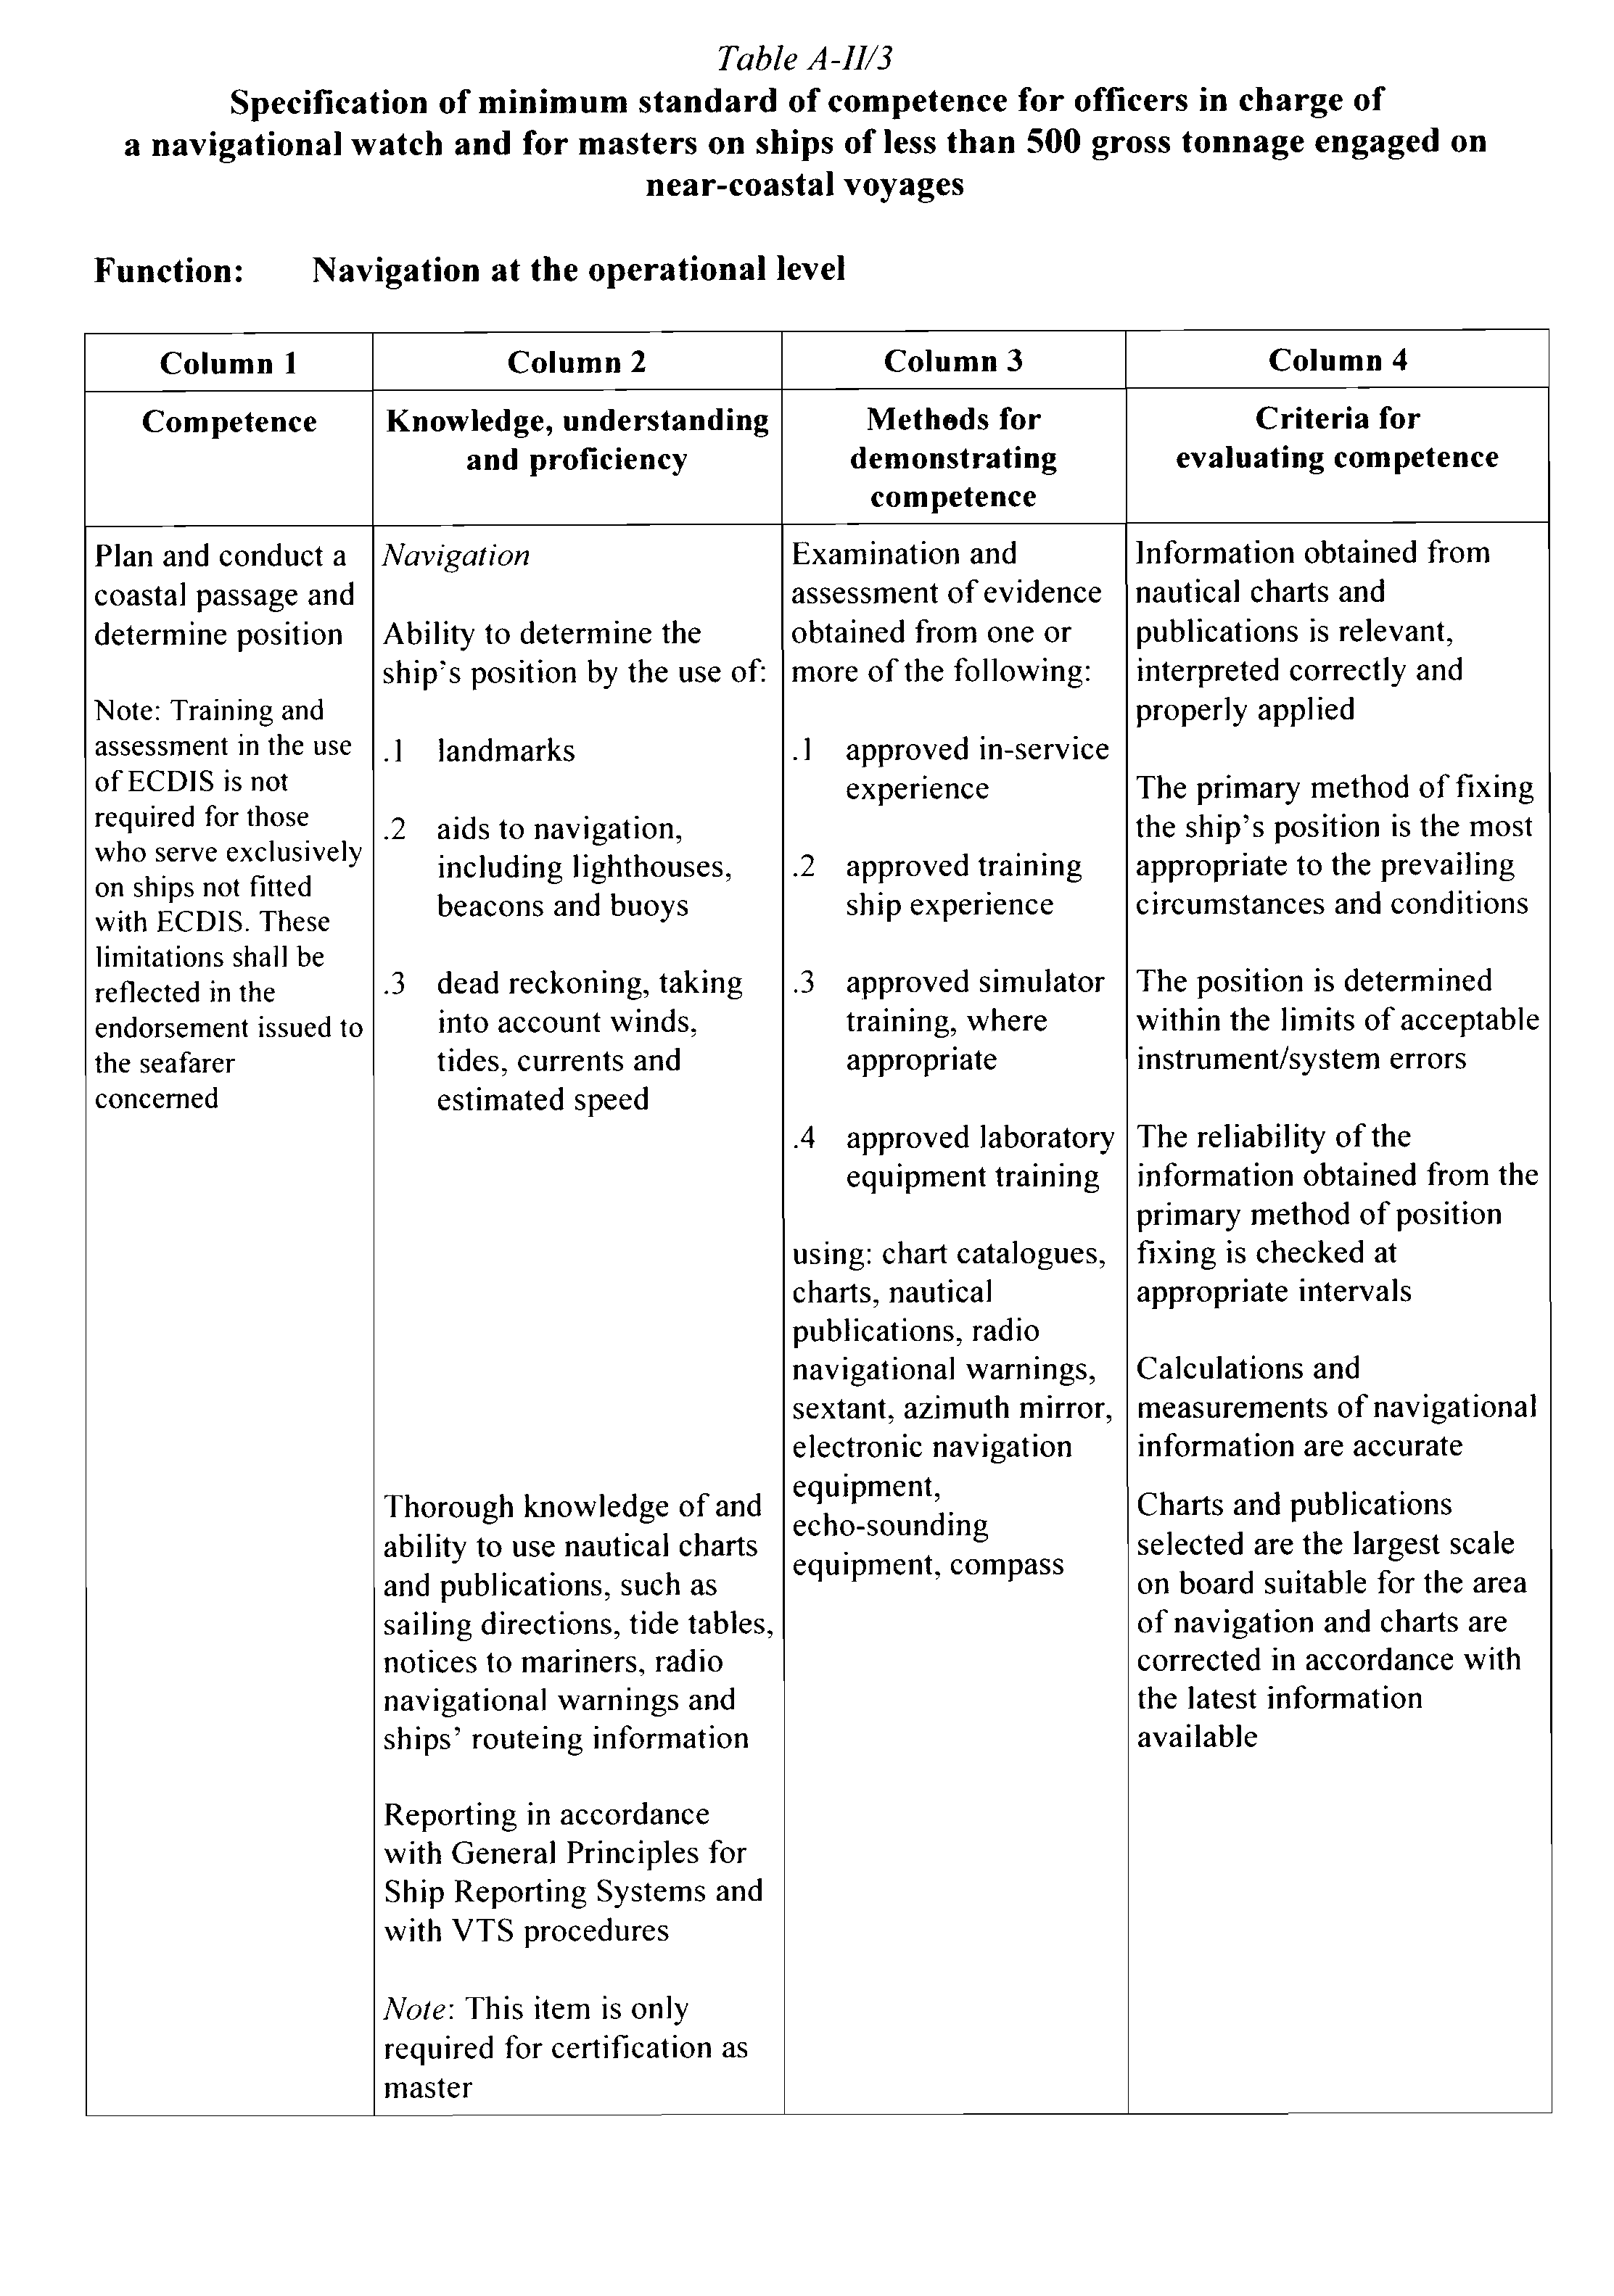 Table A-II/3
Specification of minimum standard of competence for officers in charge of
a navigational watch and for masters on ships of less than 500 gross tonnage engaged on
near-coastal voyages
Function: Navigation at the operational level
Column 1
Column 2
Column 3
Column 4
Competence
Knowledge, understanding
and proficiency
Methods for
demonstrating
competence
Criteria for
evaluating competence
Plan and conduct a
coastal passage and
determine position
Note: Training and
assessment in the use
of ECDIS is not
required for those
who serve exclusively
on ships not fitted
with ECDIS. These
limitations shall be
reflected in the
endorsement issued to
the seafarer
concerned
Navigation
Ability to determine the
ship's position by the use of:
.1 landmarks
.2 aids to navigation,
including lighthouses,
beacons and buoys
.3 dead reckoning, taking
into account winds,
tides, currents and
estimated speed
Thorough knowledge of and
ability to use nautical charts
and publications, such as
sailing directions, tide tables,
notices to mariners, radio
navigational warnings and
ships' routeing information
Reporting in accordance
with General Principles for
Ship Reporting Systems and
with VTS procedures
Note: This item is only
required for certification as
master
Examination and
assessment of evidence
obtained from one or
more of the following:
.1 approved in-service
experience
.2 approved training
ship experience
.3 approved simulator
training, where
appropriate
.4 approved laboratory
equipment training
using: chart catalogues,
charts, nautical
publications, radio
navigational warnings,
sextant, azimuth mirror,
electronic navigation
equipment,
echo-sounding
equipment, compass
Information obtained from
nautical charts and
publications is relevant,
interpreted correctly and
properly applied
The primary method of fixing
the ship's position is the most
appropriate to the prevailing
circumstances and conditions
The position is determined
within the limits of acceptable
instrument/system errors
The reliability of the
information obtained from the
primary method of position
fixing is checked at
appropriate intervals
Calculations and
measurements of navigational
information are accurate
Charts and publications
selected are the largest scale
on board suitable for the area
of navigation and charts are
corrected in accordance with
the latest information
available